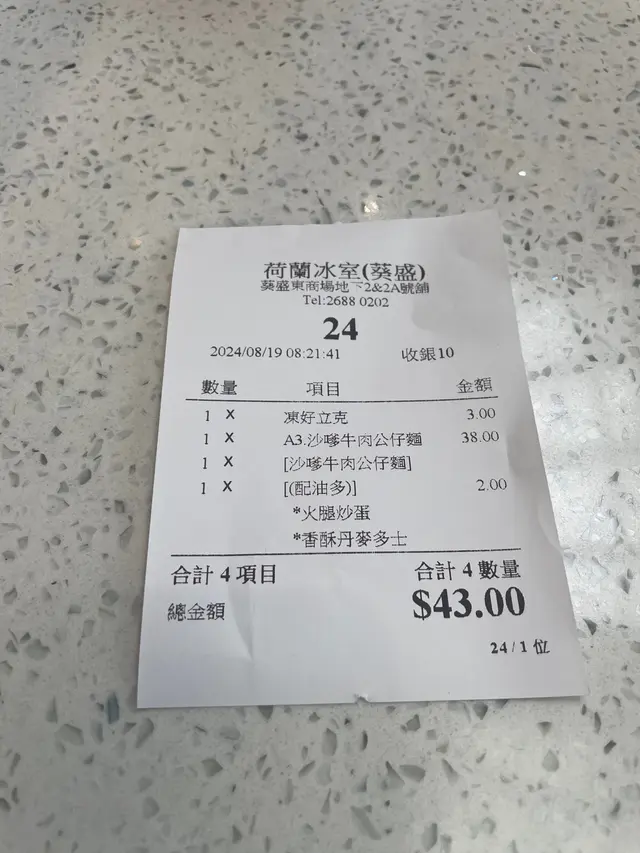 荷蘭冰室(葵盛)
葵盛東商場地下2&2A號舖
Tel:2688 0202
24
2024/08/19 08:21:41 收銀10
數量 項目 金額
1 X 凍好立克 3.00
1 X A3.沙嗲牛肉公仔麵 38.00
1 X [沙嗲牛肉公仔麵]
1 X [(配油多)] 2.00
*火腿炒蛋
*香酥丹麥多士
合計 4 項目 合計 4 數量
總金額 $43.00
24 / 1 位